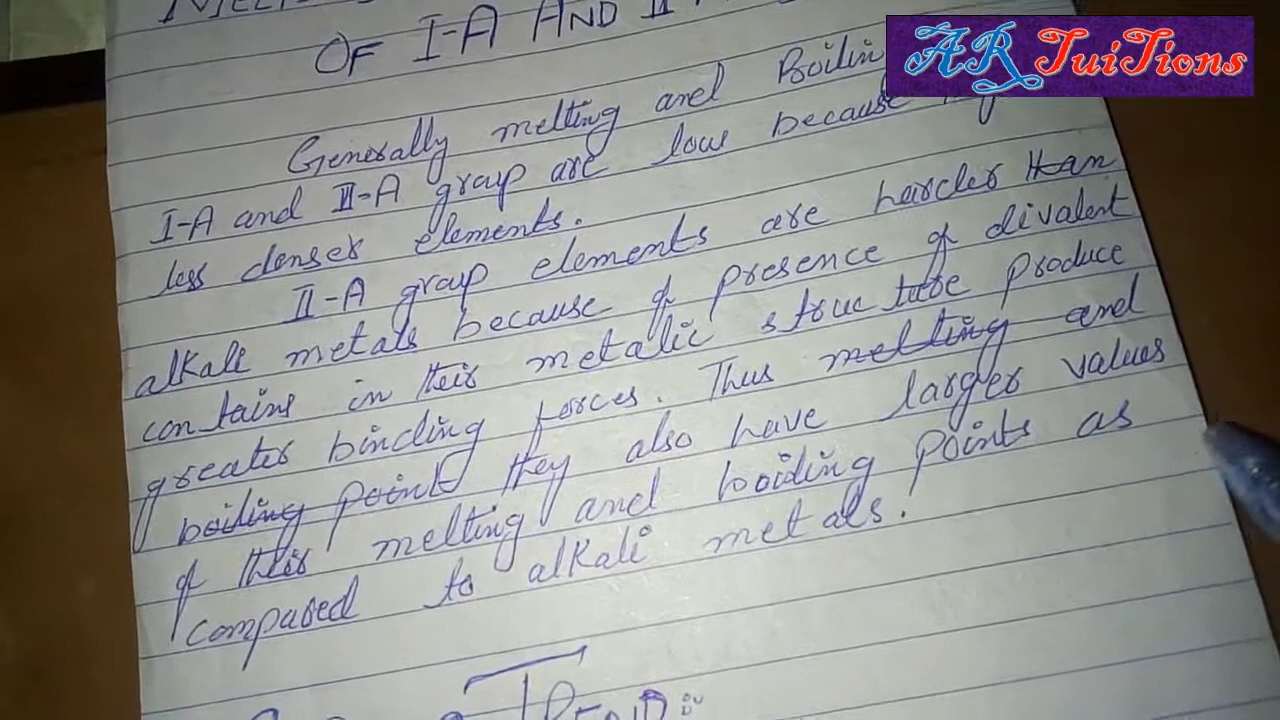 OF I-A AND II
AR TuiTions
Generally melting and Boilin
I-A and II-A group are low because
less denser elements.
II-A group elements are harder than
alkali metals because of presence of divalent
contains in their metalic structure produce
greater binding forces. Thus melting and
boiling point they also have larger values
of their melting and boiling points as
compared to alkali metals.
TREND: